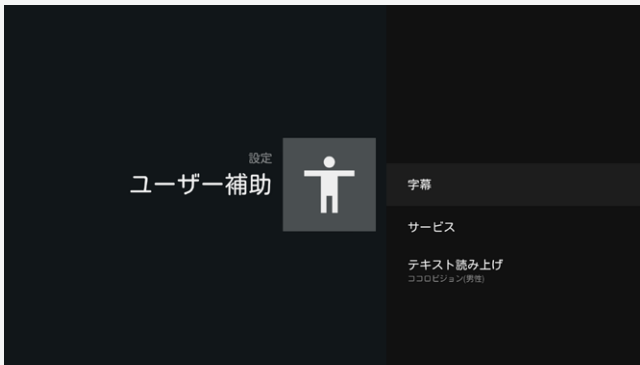 設定
ユーザー補助
字幕
サービス
テキスト読み上げ
ココロビジョン(男性)